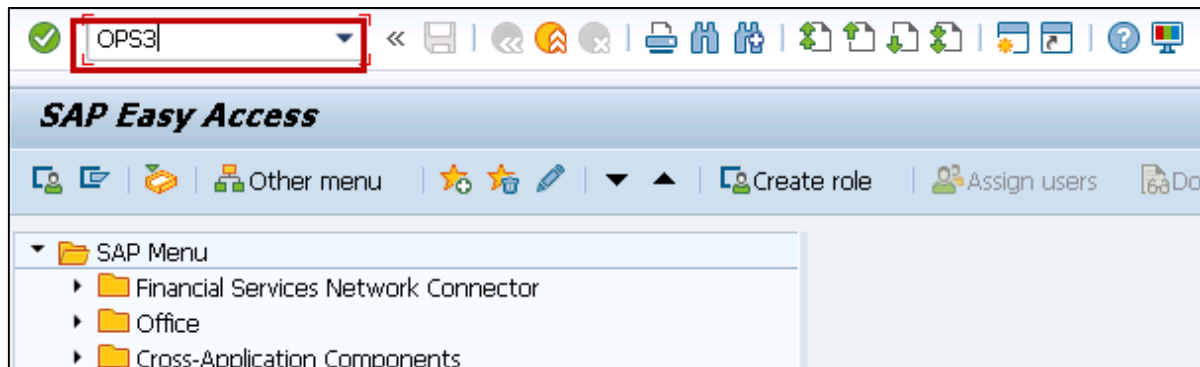 OPS3
SAP Easy Access
Other menu Create role Assign users Do
SAP Menu
Financial Services Network Connector
Office
Cross-Application Components